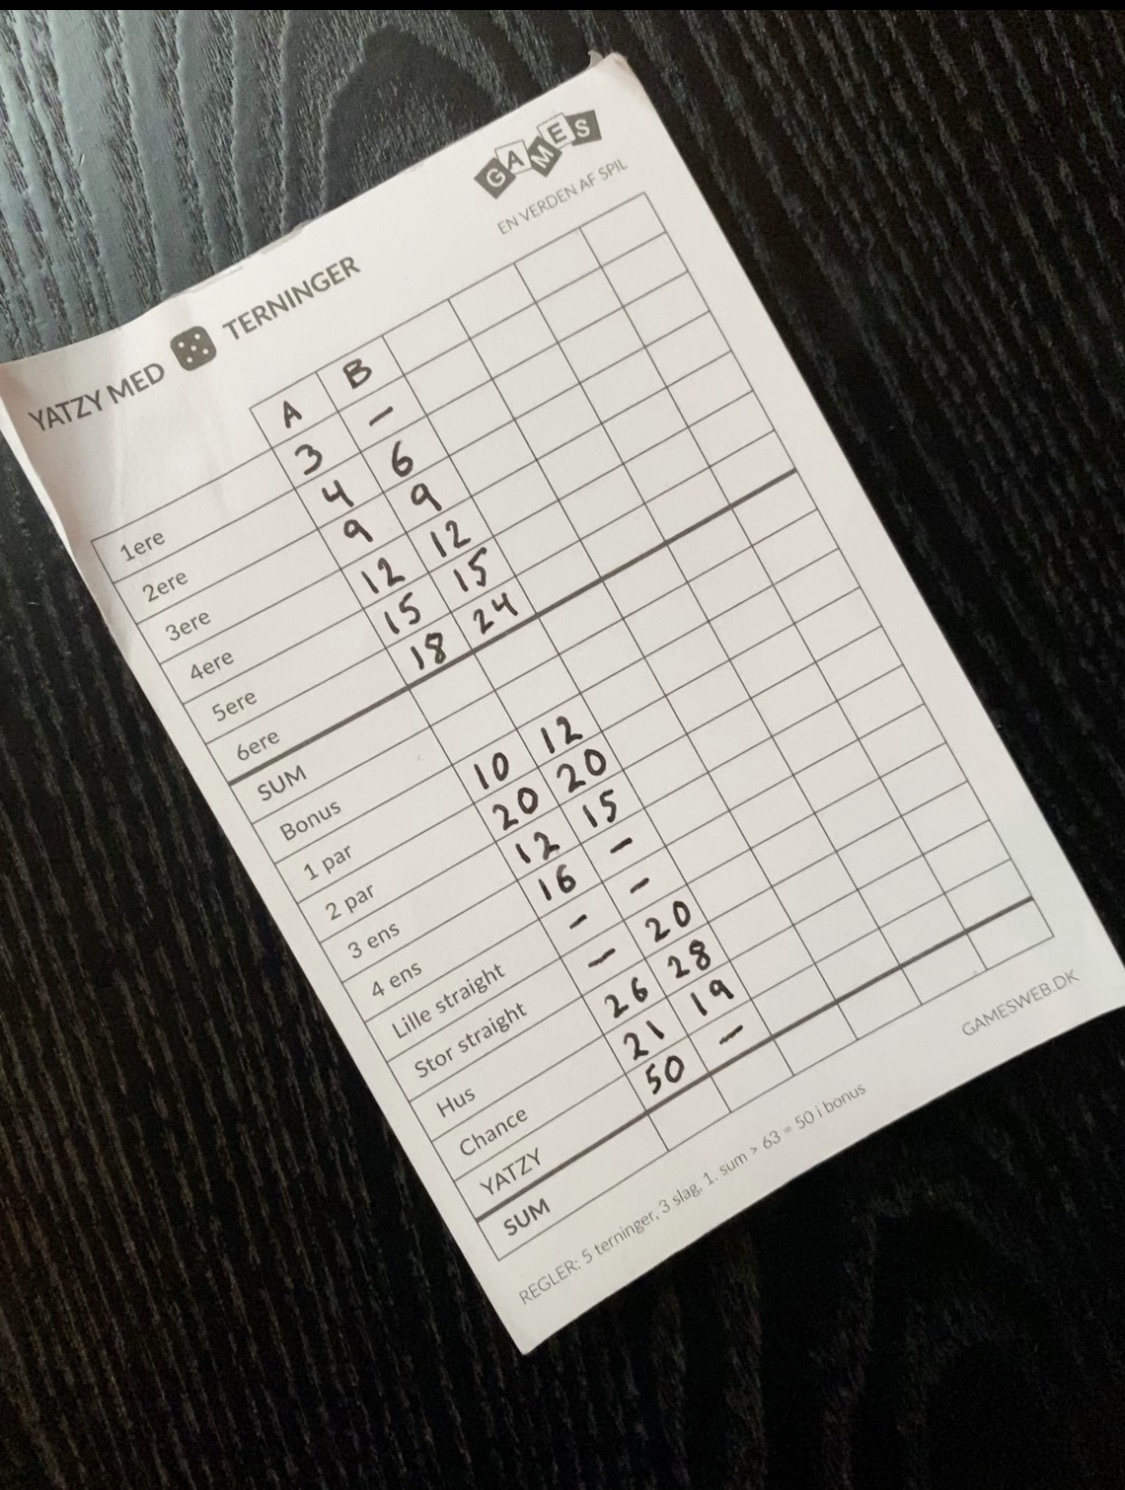 GAMES
EN VERDEN AF SPIL
YATZY MED TERNINGER
A B
1ere 3 –
2ere 4 6
3ere 9 9
4ere 12 12
5ere 15 15
6ere 18 24
SUM
Bonus
1 par 10 12
2 par 20 20
3 ens 12 15
4 ens 16 –
Lille straight – –
Stor straight – 20
Hus 26 28
Chance 21 19
YATZY 50 –
SUM
REGLER: 5 terninger, 3 slag, 1. sum > 63 = 50 i bonus
GAMESWEB.DK